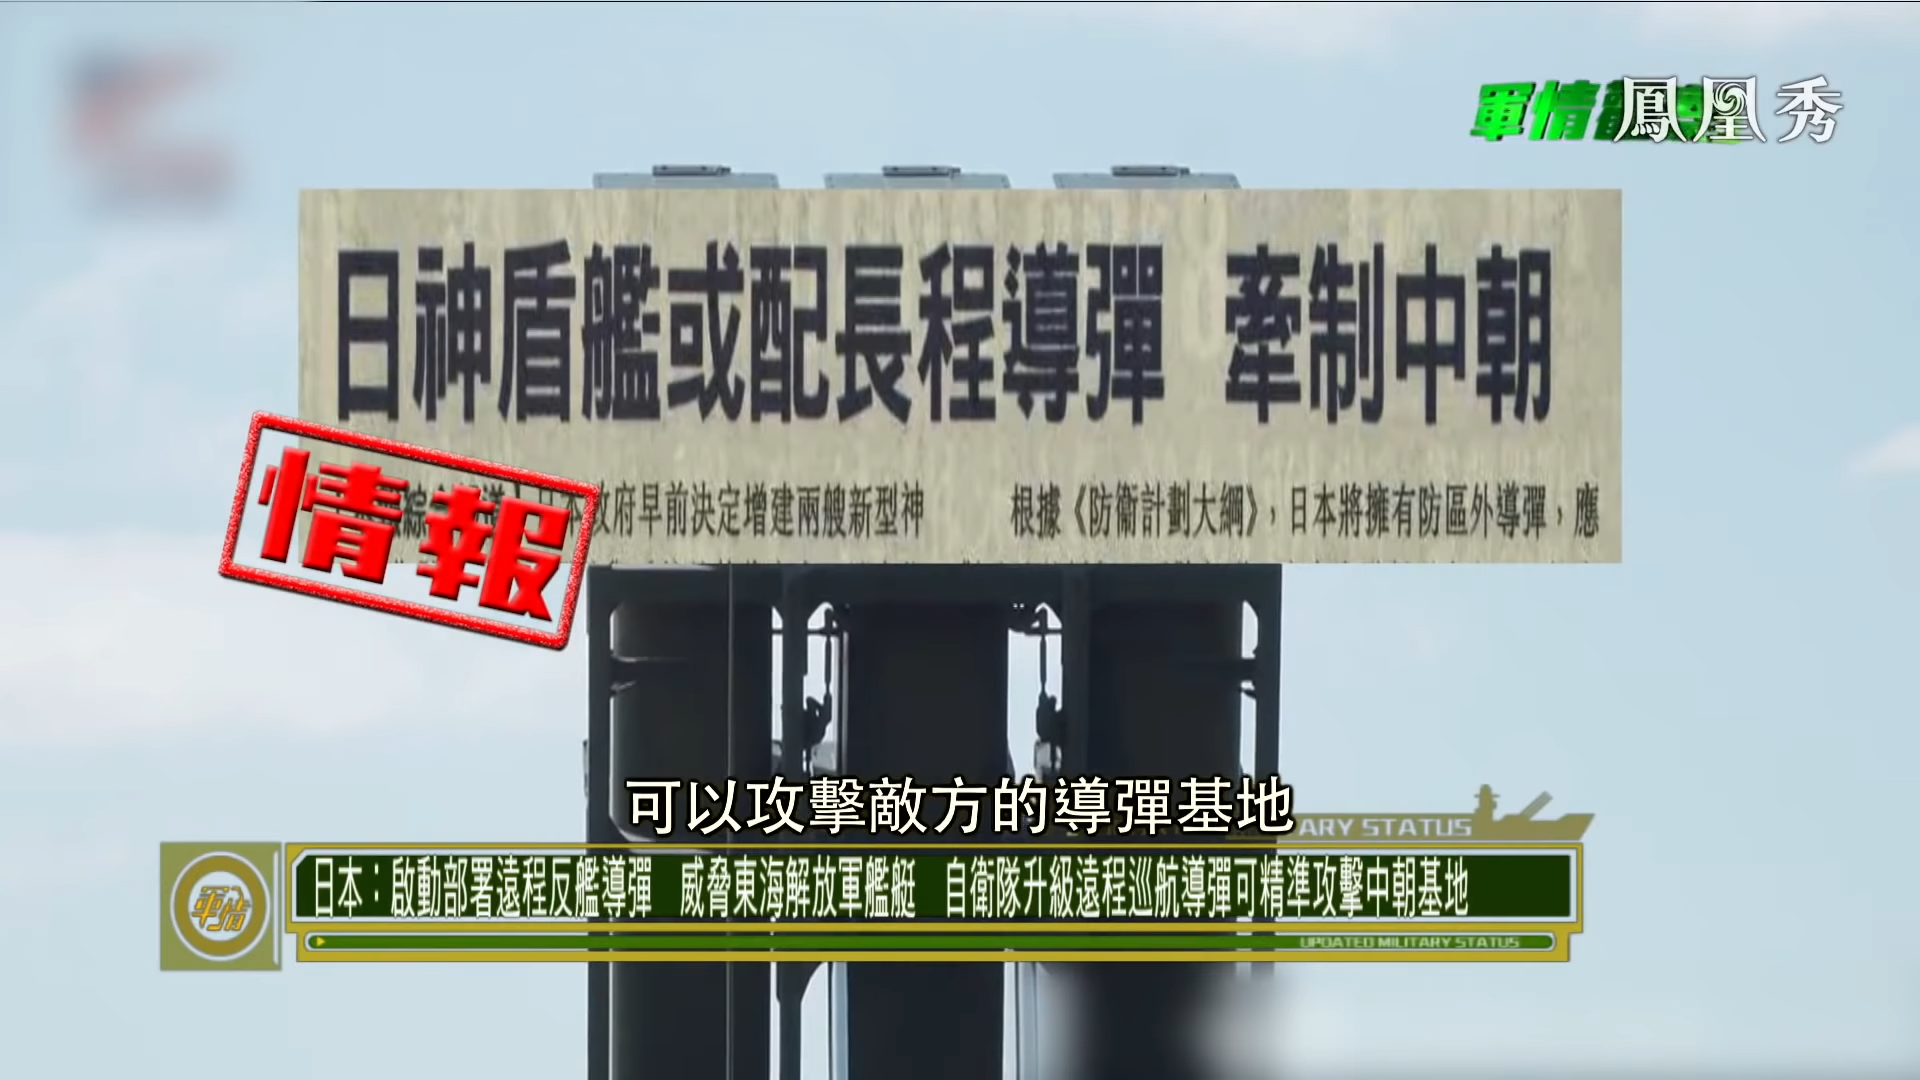 軍情
鳳凰秀
日神盾艦或配長程導彈 牽制中朝
情報
政府早前決定增建兩艘新型神
根據《防衞計劃大綱》，日本將擁有防區外導彈，應
可以攻擊敵方的導彈基地
ARY STATUS
軍情
日本：啟動部署遠程反艦導彈 威脅東海解放軍艦艇 自衛隊升級遠程巡航導彈可精準攻擊中朝基地
UPDATED MILITARY STATUS